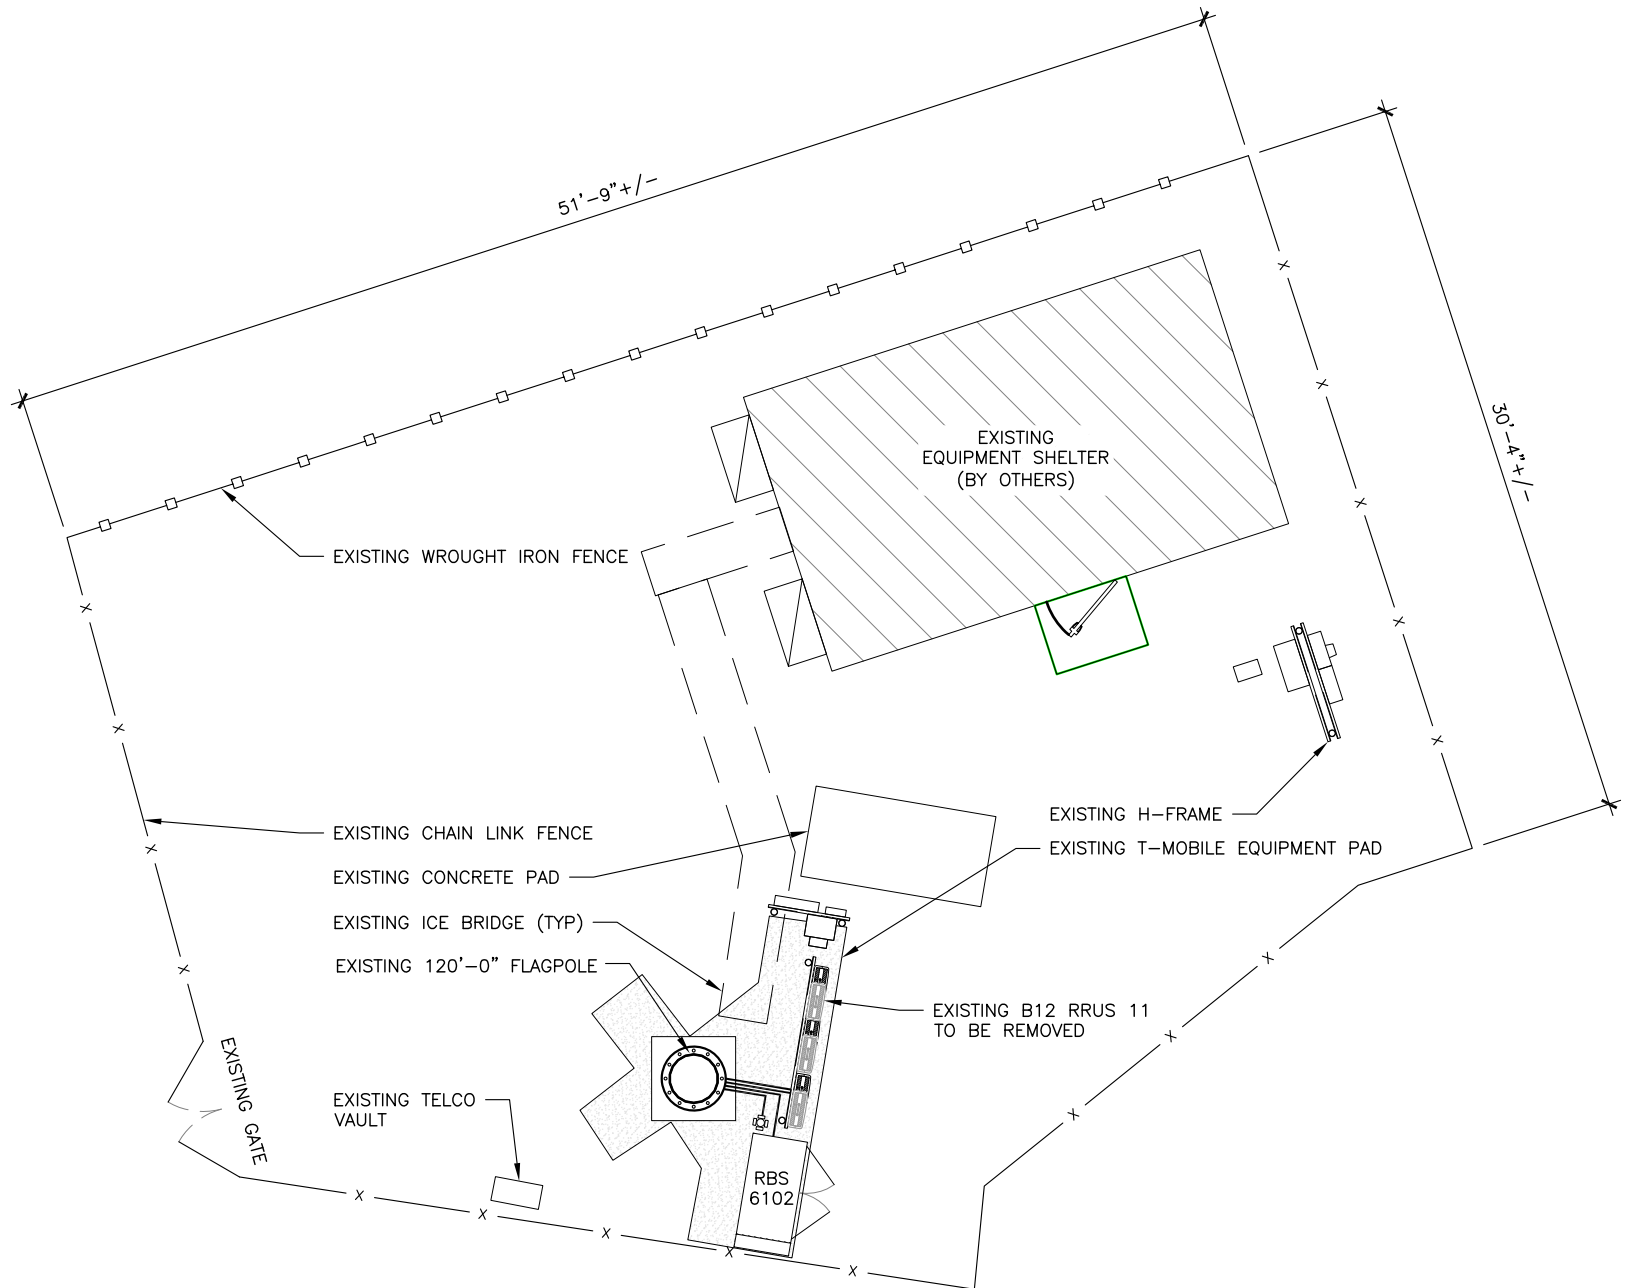 51'-9"+/-
30'-4"+/-
EXISTING
EQUIPMENT SHELTER
(BY OTHERS)
EXISTING WROUGHT IRON FENCE
EXISTING H-FRAME
EXISTING CHAIN LINK FENCE
EXISTING T-MOBILE EQUIPMENT PAD
EXISTING CONCRETE PAD
EXISTING ICE BRIDGE (TYP)
EXISTING 120'-0" FLAGPOLE
EXISTING B12 RRUS 11
TO BE REMOVED
EXISTING GATE
EXISTING TELCO
VAULT
RBS
6102